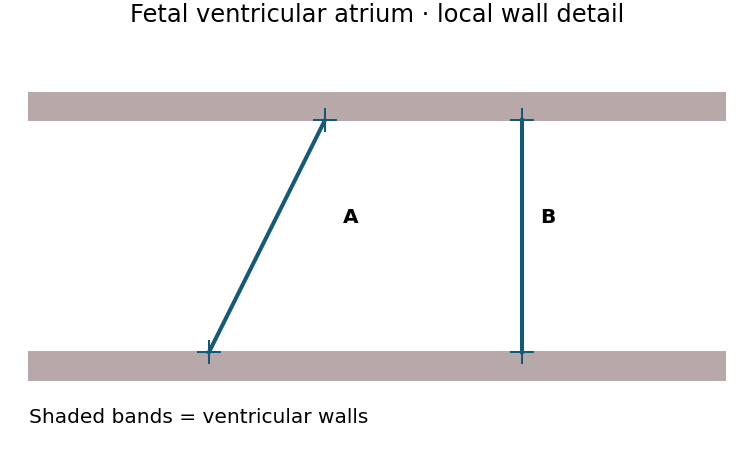 Fetal ventricular atrium · local wall detail
A
B
Shaded bands = ventricular walls